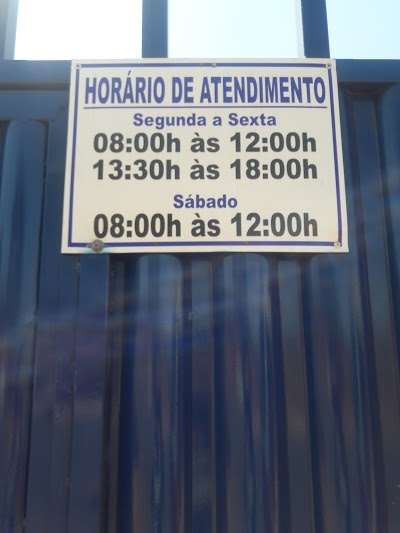 HORÁRIO DE ATENDIMENTO
Segunda a Sexta
08:00h às 12:00h
13:30h às 18:00h
Sábado
08:00h às 12:00h